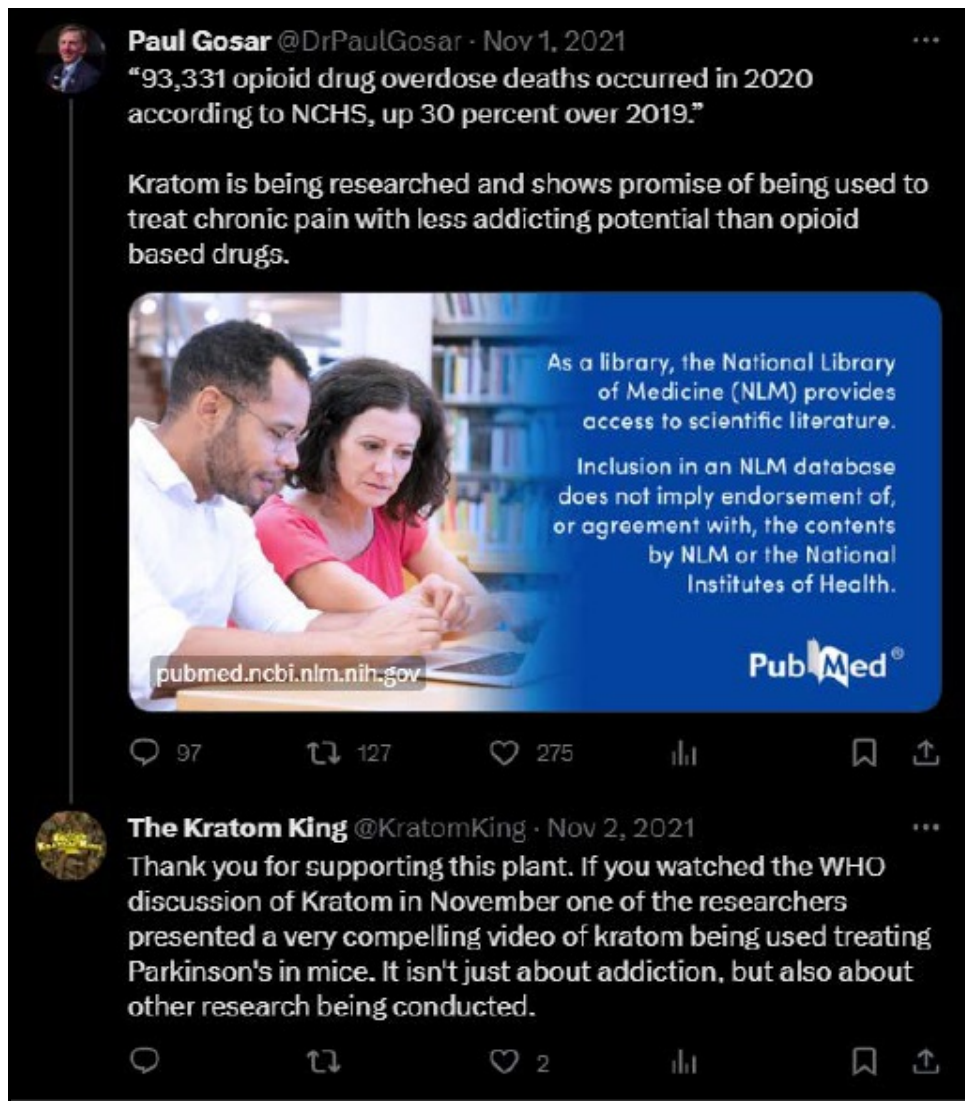 Paul Gosar @DrPaulGosar · Nov 1, 2021
“93,331 opioid drug overdose deaths occurred in 2020
according to NCHS, up 30 percent over 2019.”
Kratom is being researched and shows promise of being used to
treat chronic pain with less addicting potential than opioid
based drugs.
As a library, the National Library
of Medicine (NLM) provides
access to scientific literature.
Inclusion in an NLM database
does not imply endorsement of,
or agreement with, the contents
by NLM or the National
Institutes of Health.
PubMed®
pubmed.ncbi.nlm.nih.gov
97 127 275
The Kratom King @KratomKing · Nov 2, 2021
Thank you for supporting this plant. If you watched the WHO
discussion of Kratom in November one of the researchers
presented a very compelling video of kratom being used treating
Parkinson's in mice. It isn't just about addiction, but also about
other research being conducted.
2